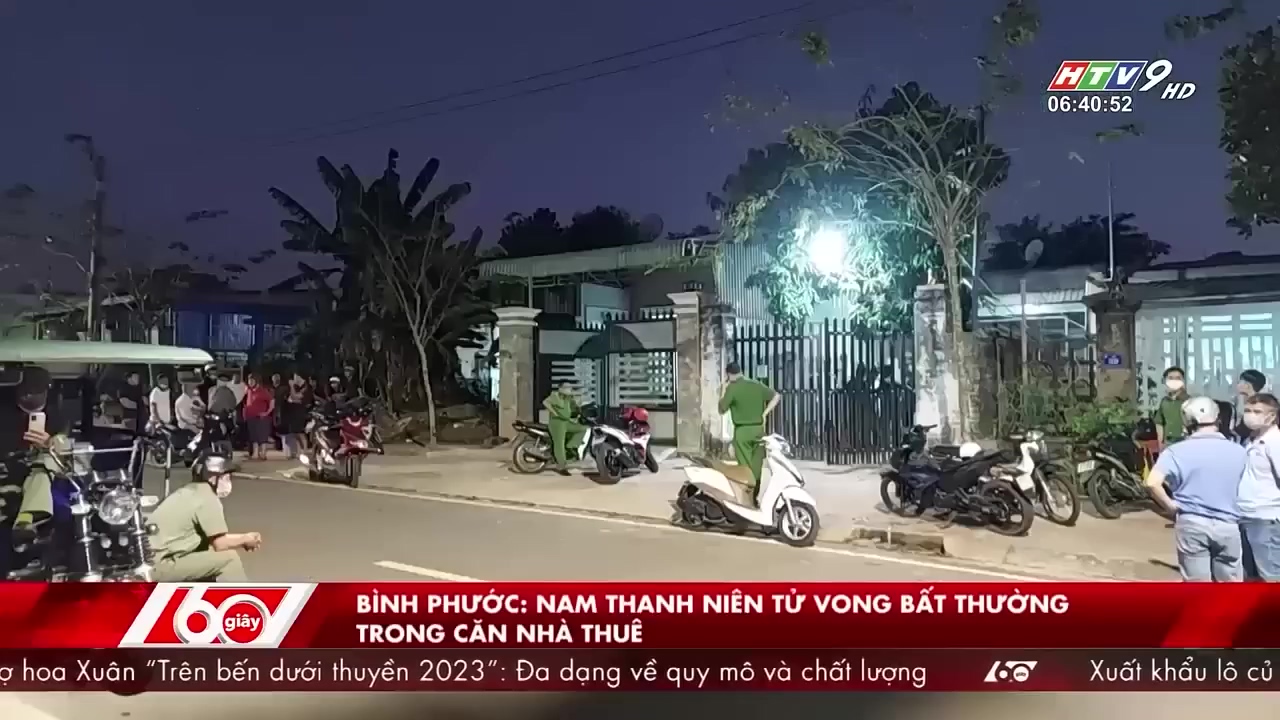 HTV9 HD
06:40:52
60 giây
BÌNH PHƯỚC: NAM THANH NIÊN TỬ VONG BẤT THƯỜNG
TRONG CĂN NHÀ THUÊ
ợ hoa Xuân “Trên bến dưới thuyền 2023”: Đa dạng về quy mô và chất lượng 60 Xuất khẩu lô củ